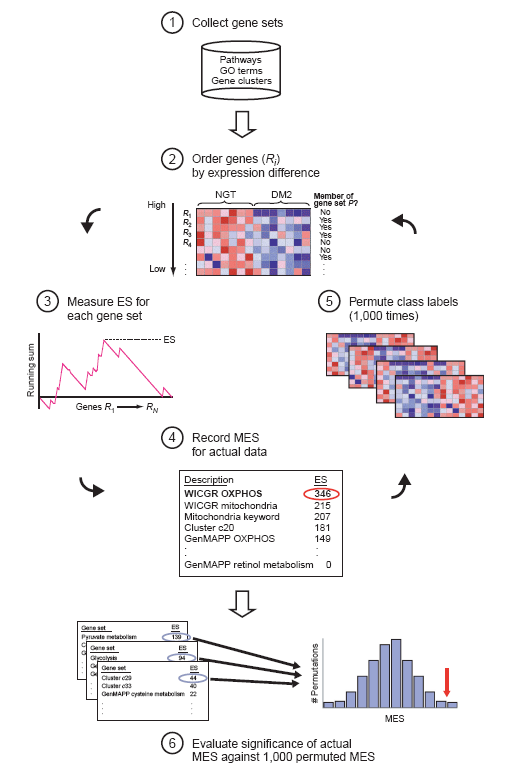 1 Collect gene sets
Pathways
GO terms
Gene clusters
2 Order genes (Ri)
by expression difference
NGT DM2 Member of
gene set P?
High
R1 No
R2 Yes
Yes
R3 Yes
R4 No
No
Yes
Low
3 Measure ES for
each gene set
ES
Running sum
Genes R1 RN
5 Permute class labels
(1,000 times)
4 Record MES
for actual data
Description ES
WICGR OXPHOS 346
WICGR mitochondria 215
Mitochondria keyword 207
Cluster c20 181
GenMAPP OXPHOS 149
:
:
GenMAPP retinol metabolism 0
Gene set ES
Pyruvate metabolism 139
Gene set ES
Glycolysis 94
Gene set ES
Cluster c29 44
Cluster c33 40
GenMAPP cysteine metabolism 22
# Permutations
MES
6 Evaluate significance of actual
MES against 1,000 permuted MES